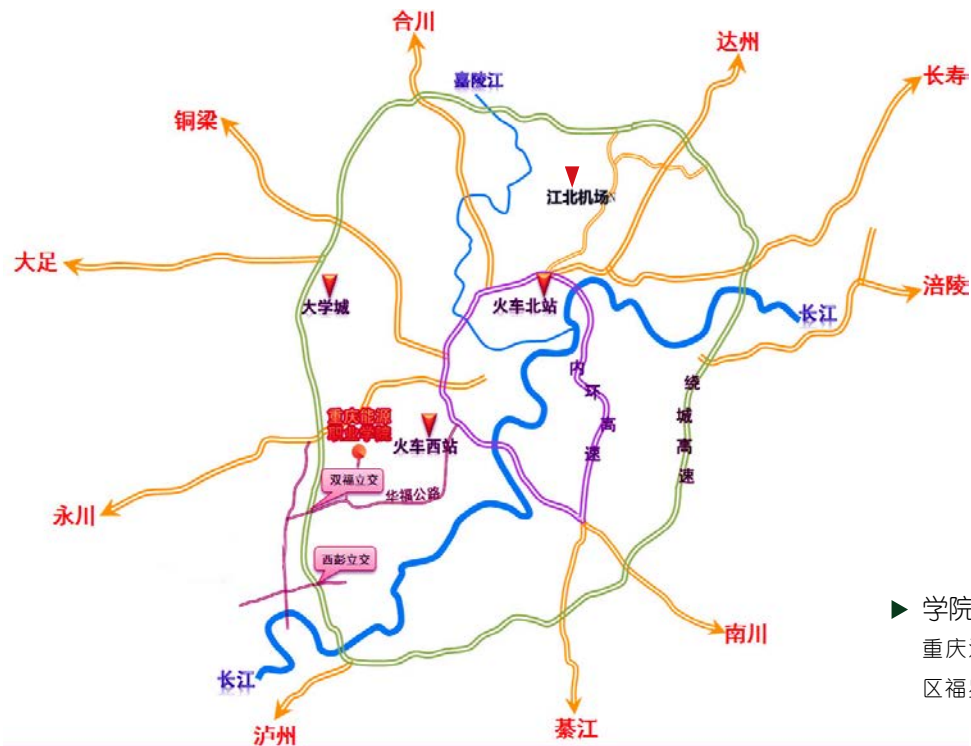 合川
达州
嘉陵江
长寿
铜梁
江北机场
大足
涪陵
大学城
火车北站
长江
内环高速
绕城高速
重庆能源
职业学院
火车西站
双福立交
华福公路
永川
西彭立交
▶ 学院
南川
重庆
区福
长江
泸州
綦江